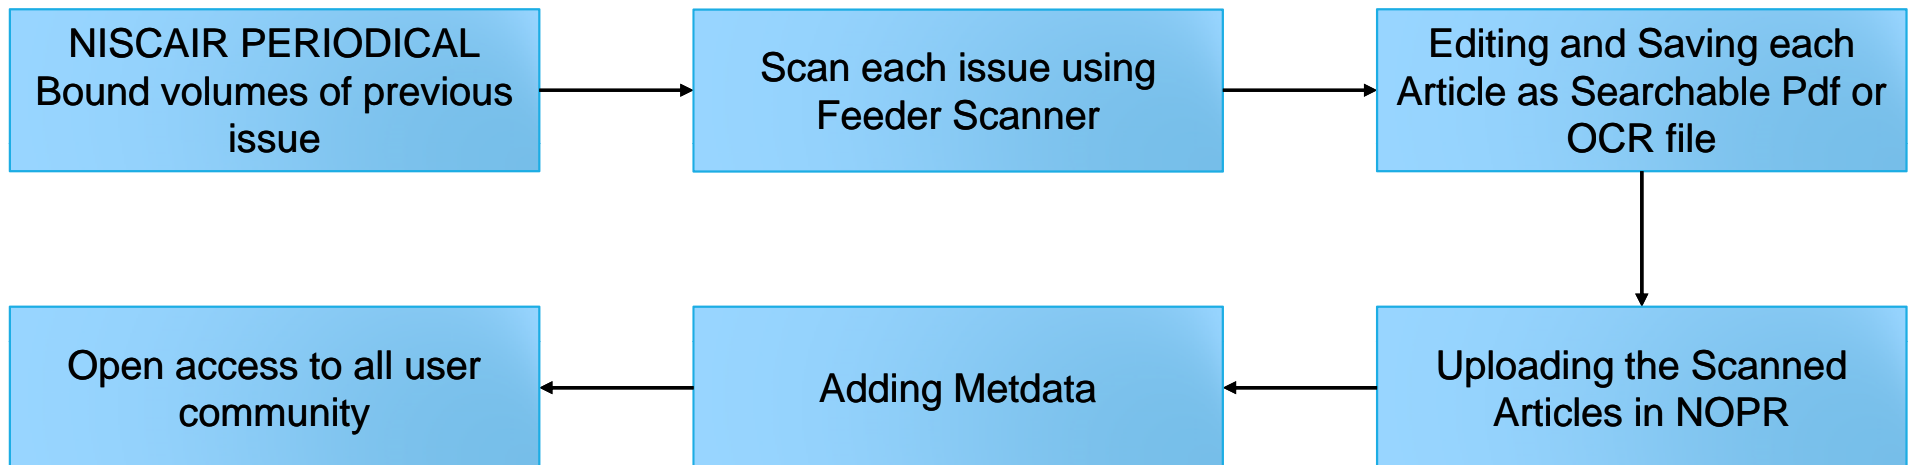 NISCAIR PERIODICAL
Bound volumes of previous
issue
Scan each issue using
Feeder Scanner
Editing and Saving each
Article as Searchable Pdf or
OCR file
Uploading the Scanned
Articles in NOPR
Adding Metdata
Open access to all user
community